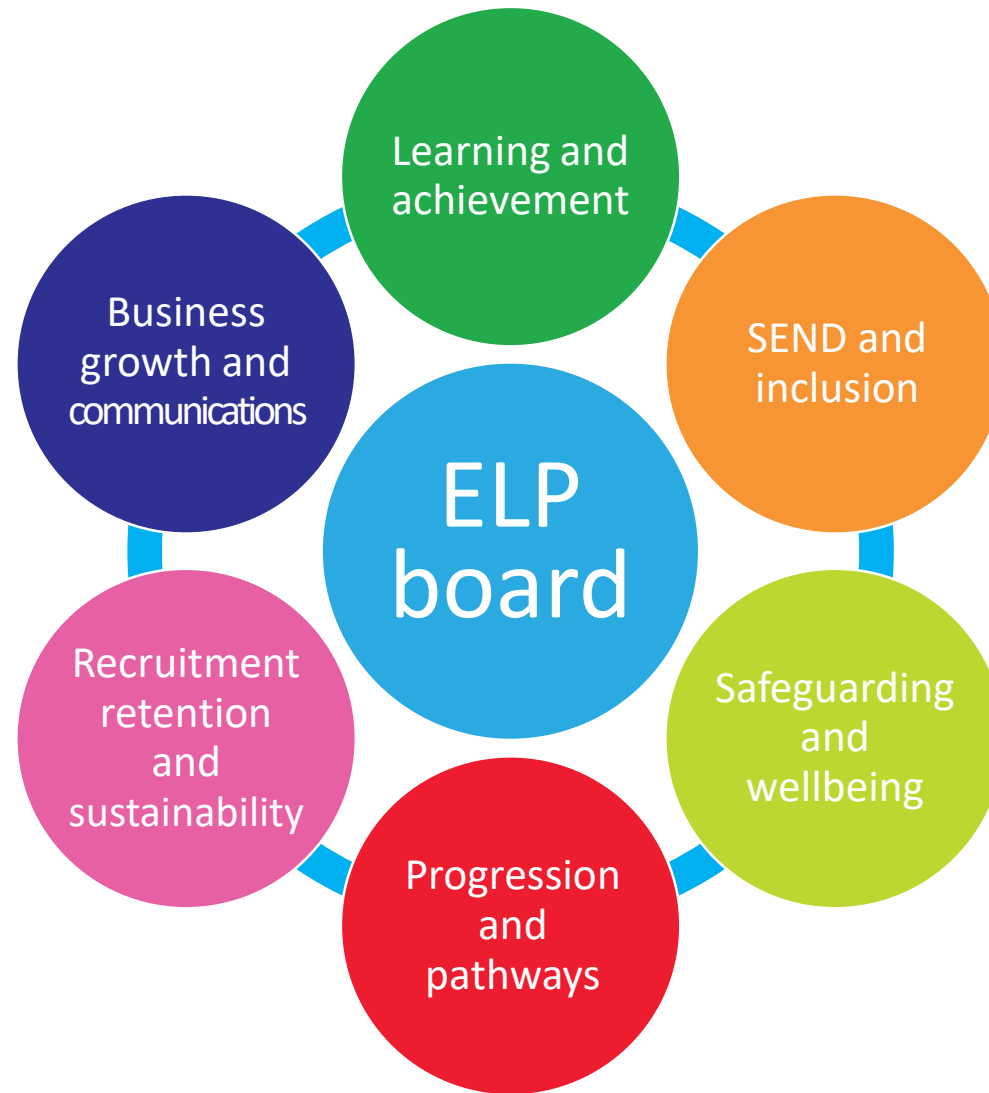 Learning and
achievement
Business
growth and
communications
SEND and
inclusion
ELP
board
Recruitment
retention
and
sustainability
Safeguarding
and
wellbeing
Progression
and
pathways